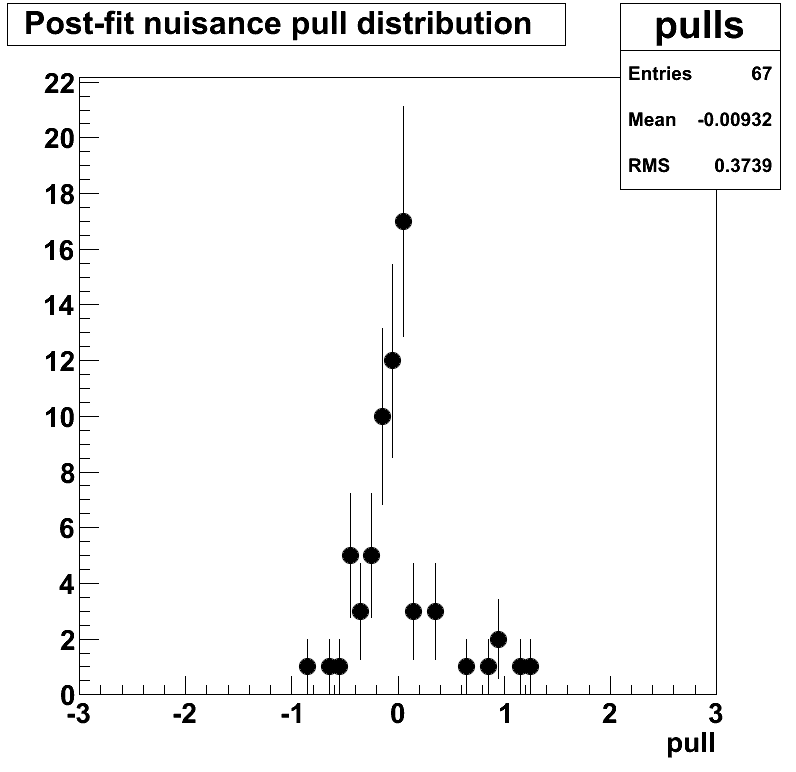 Post-fit nuisance pull distribution
pulls
Entries 67
Mean -0.00932
RMS 0.3739
22
20
18
16
14
12
10
8
6
4
2
0
-3 -2 -1 0 1 2 3
pull